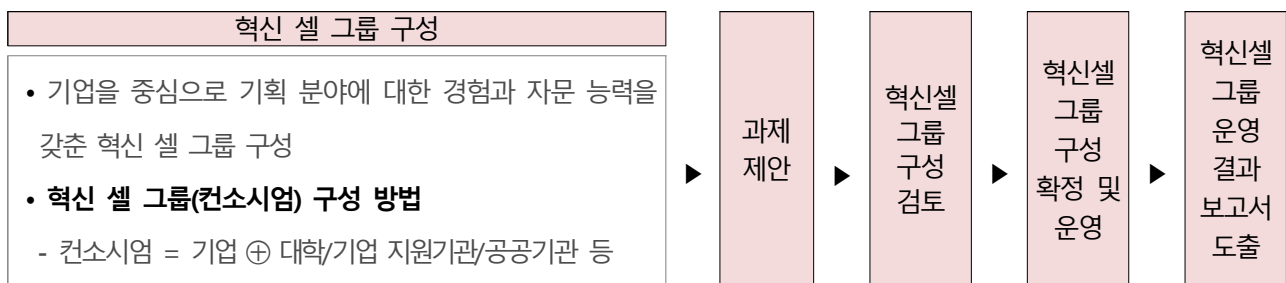 혁신 셀 그룹 구성
• 기업을 중심으로 기획 분야에 대한 경험과 자문 능력을
갖춘 혁신 셀 그룹 구성
• 혁신 셀 그룹(컨소시엄) 구성 방법
- 컨소시엄 = 기업 ⊕ 대학/기업 지원기관/공공기관 등
▶
과제
제안
▶
혁신셀
그룹
구성
검토
▶
혁신셀
그룹
구성
확정 및
운영
▶
혁신셀
그룹
운영
결과
보고서
도출